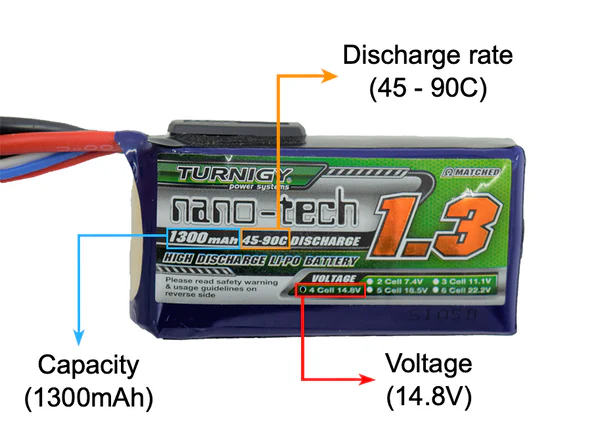 Discharge rate
(45 - 90C)
TURNIGY
power systems
MATCHED
nano-tech
1.3
1300mAh 45-90C DISCHARGE
HIGH DISCHARGE LI-PO BATTERY
Please read safety warning
& usage guidelines on
reverse side
VOLTAGE
2 Cell 7.4V
3 Cell 11.1V
4 Cell 14.8V
5 Cell 18.5V
6 Cell 22.2V
Capacity
(1300mAh)
Voltage
(14.8V)